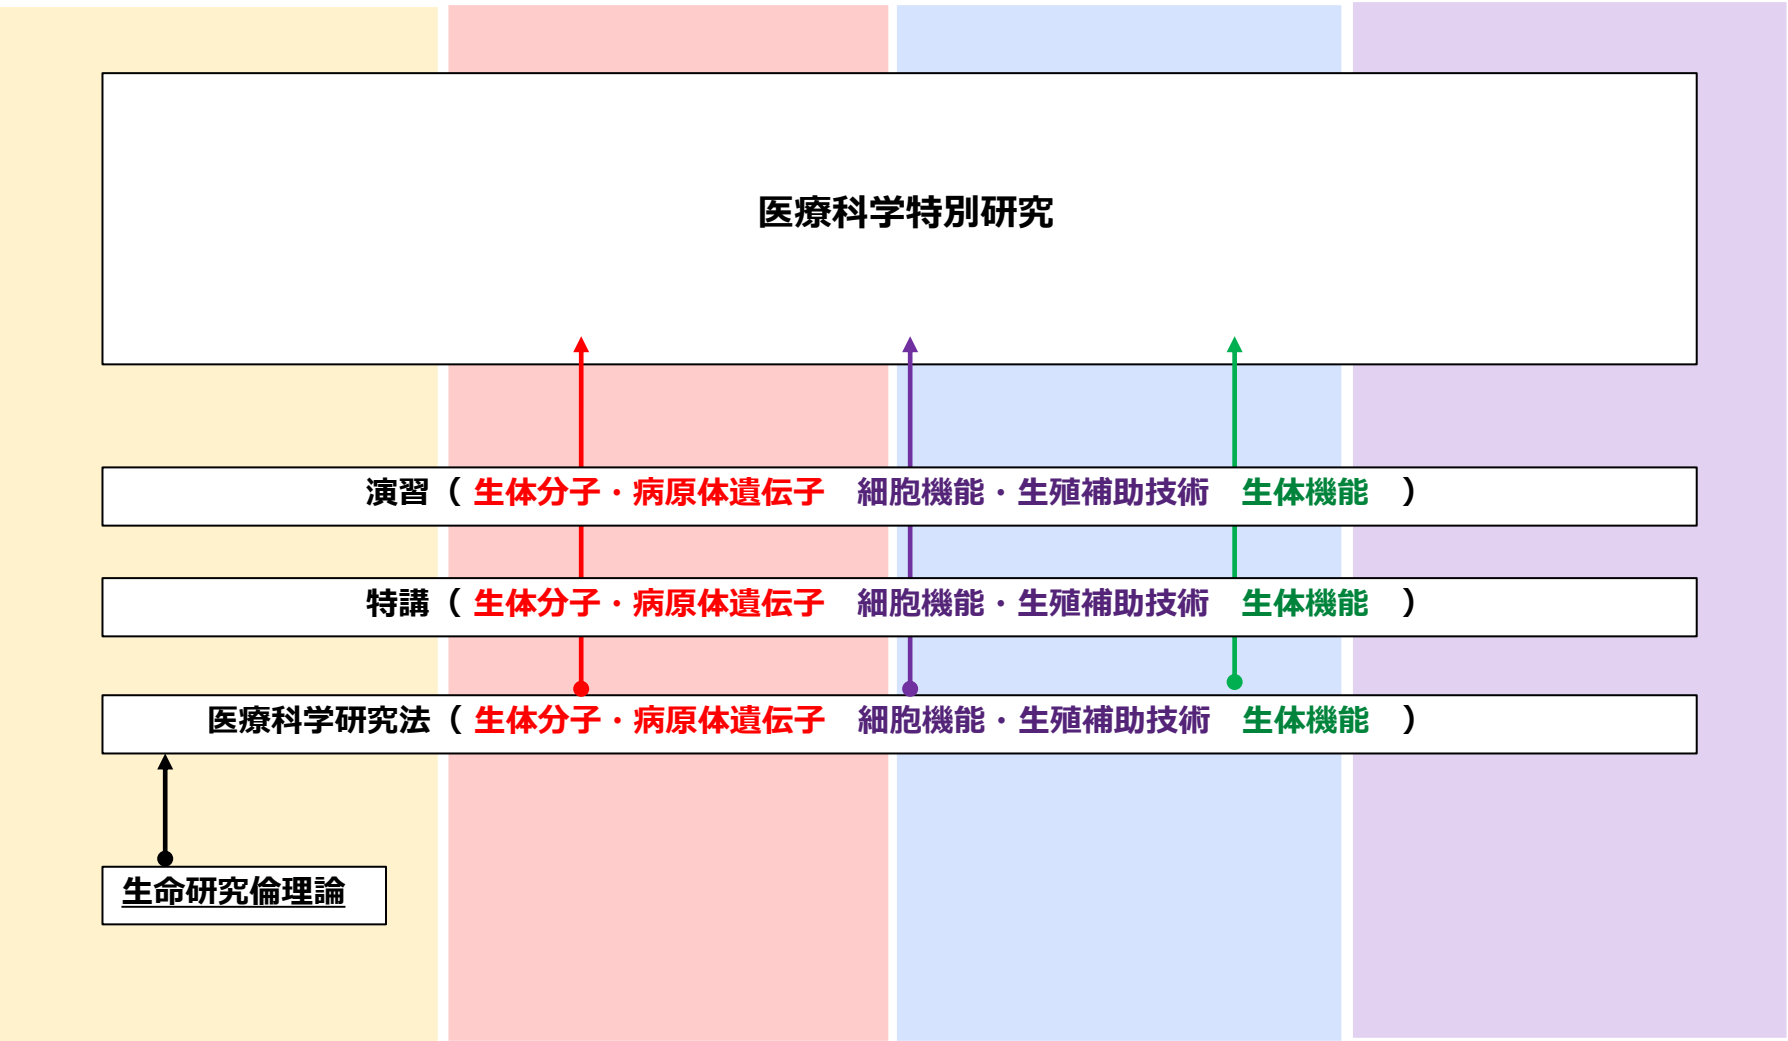 医療科学特別研究
演習（ 生体分子・病原体遺伝子　細胞機能・生殖補助技術　生体機能　）
特講（ 生体分子・病原体遺伝子　細胞機能・生殖補助技術　生体機能　）
医療科学研究法（ 生体分子・病原体遺伝子　細胞機能・生殖補助技術　生体機能　）
生命研究倫理論